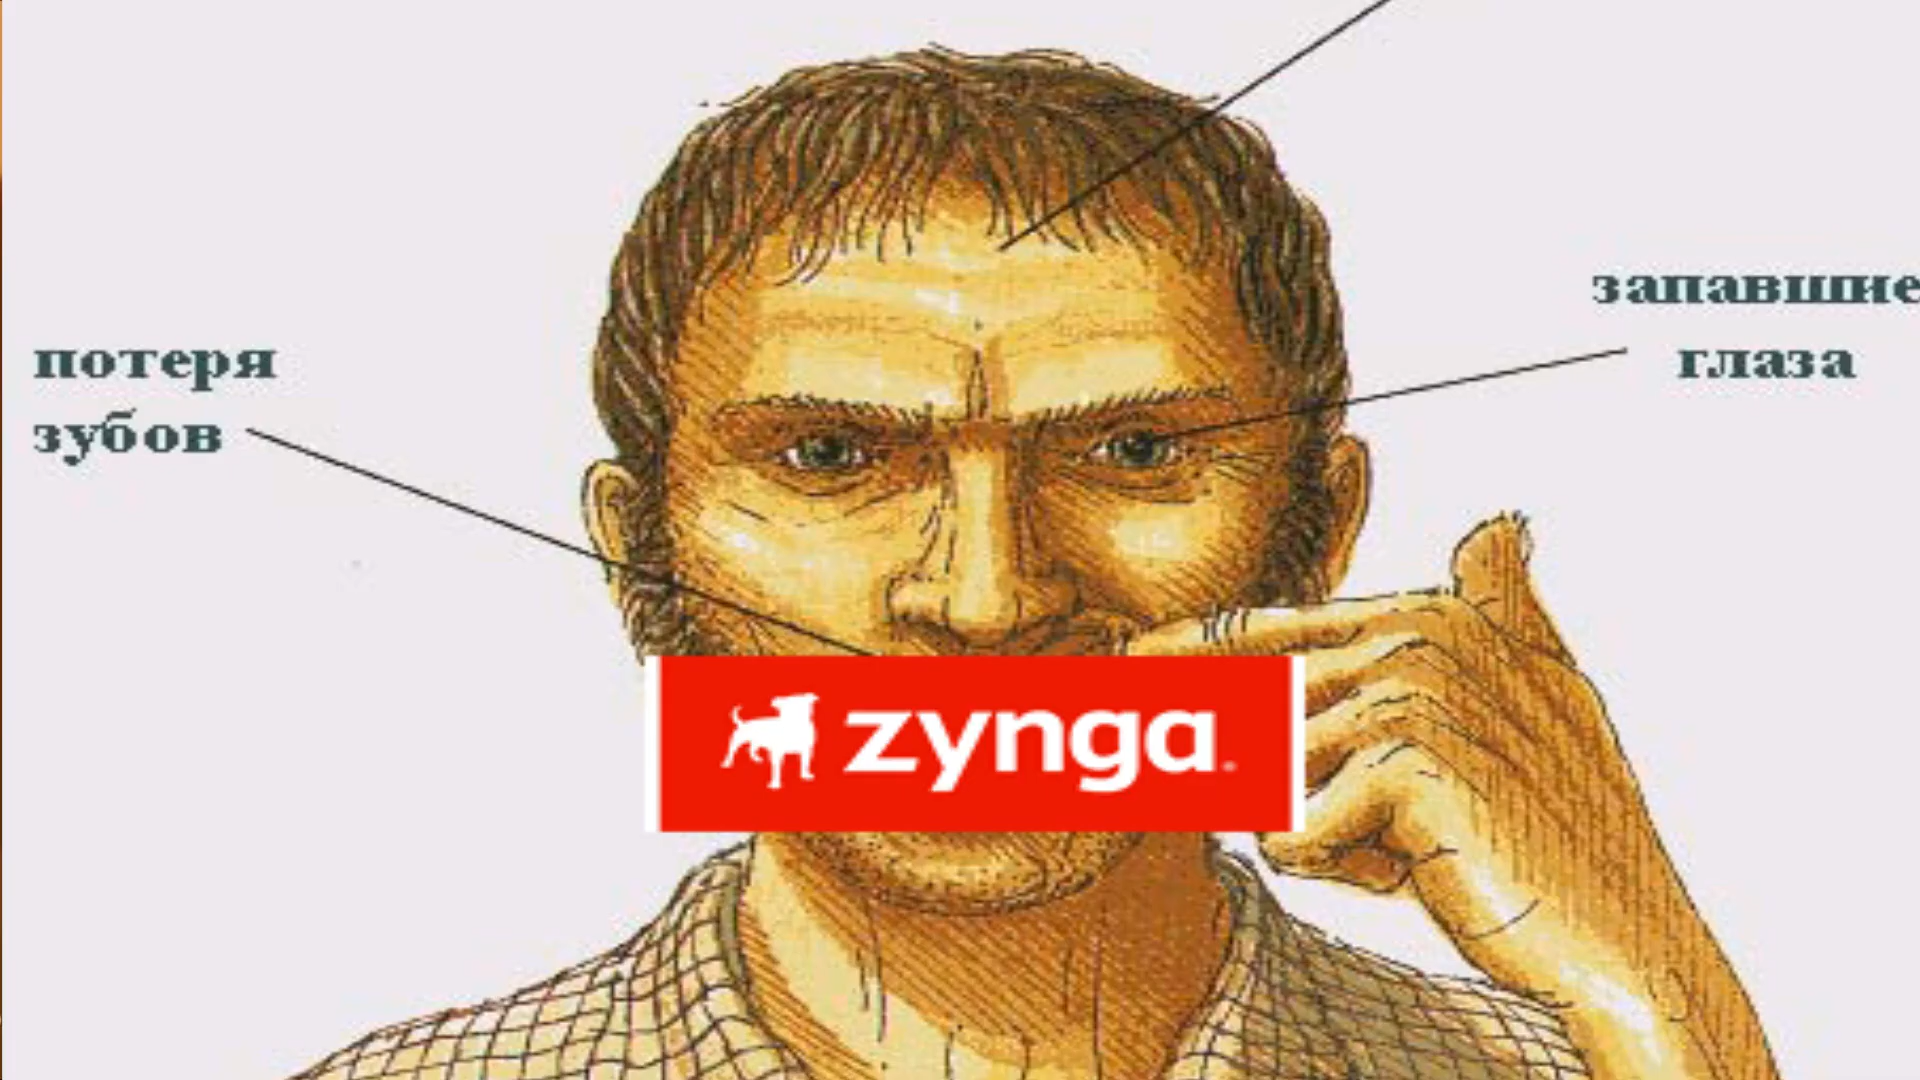 запавшие
глаза
потеря
зубов
zynga